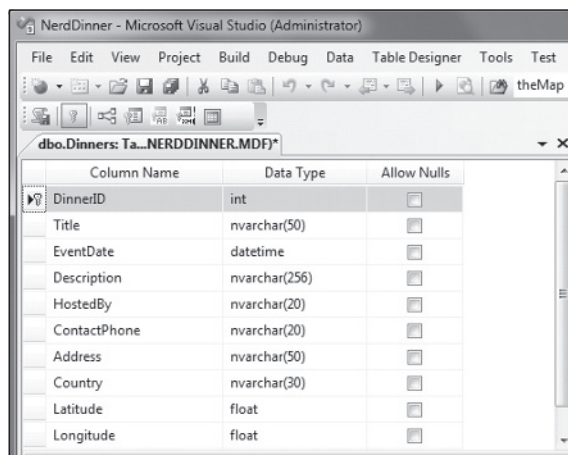 NerdDinner - Microsoft Visual Studio (Administrator)
File Edit View Project Build Debug Data Table Designer Tools Test
theMap
dbo.Dinners: Ta...NERDDINNER.MDF)*
Column Name Data Type Allow Nulls
DinnerID int
Title nvarchar(50)
EventDate datetime
Description nvarchar(256)
HostedBy nvarchar(20)
ContactPhone nvarchar(20)
Address nvarchar(50)
Country nvarchar(30)
Latitude float
Longitude float